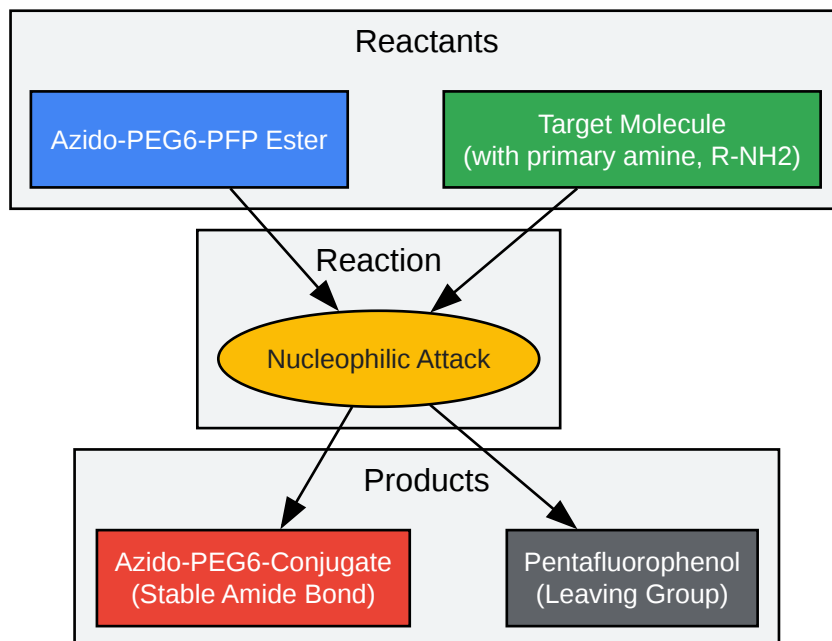 Reactants
Azido-PEG6-PFP Ester
Target Molecule
(with primary amine, R-NH2)
Reaction
Nucleophilic Attack
Products
Azido-PEG6-Conjugate
(Stable Amide Bond)
Pentafluorophenol
(Leaving Group)